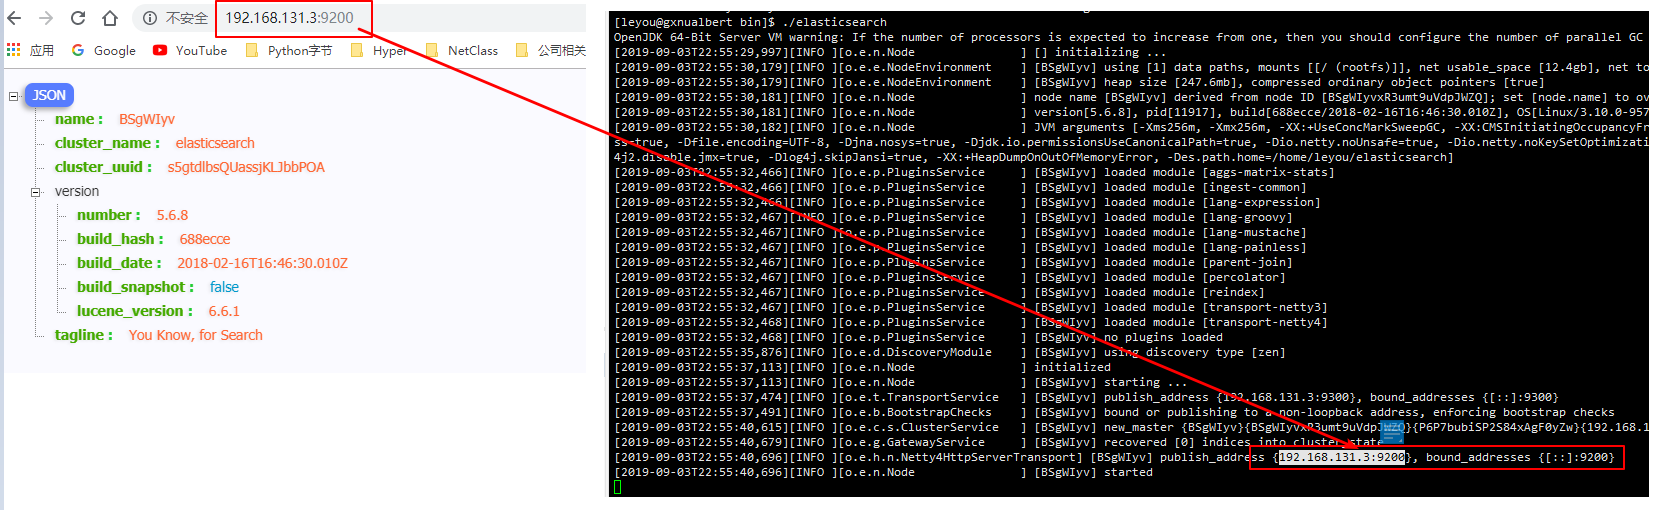 不安全 192.168.131.3:9200
应用 Google YouTube Python字节 Hyper NetClass 公司相关
JSON
name : BSgWIyv
cluster_name : elasticsearch
cluster_uuid : s5gtdlbsQUassjKLJbbPOA
version
number : 5.6.8
build_hash : 688ecce
build_date : 2018-02-16T16:46:30.010Z
build_snapshot : false
lucene_version : 6.6.1
tagline : You Know, for Search
[leyou@gxnualbert bin]$ ./elasticsearch
OpenJDK 64-Bit Server VM warning: If the number of processors is expected to increase from one, then you should configure the number of parallel GC
[2019-09-03T22:55:29,997][INFO ][o.e.n.Node ] [] initializing ...
[2019-09-03T22:55:30,179][INFO ][o.e.e.NodeEnvironment ] [BSgWIyv] using [1] data paths, mounts [[/ (rootfs)]], net usable_space [12.4gb], net to
[2019-09-03T22:55:30,179][INFO ][o.e.e.NodeEnvironment ] [BSgWIyv] heap size [247.6mb], compressed ordinary object pointers [true]
[2019-09-03T22:55:30,181][INFO ][o.e.n.Node ] node name [BSgWIyv] derived from node ID [BSgWIyvxR3umt9uVdpJWZQ]; set [node.name] to ov
[2019-09-03T22:55:30,181][INFO ][o.e.n.Node ] version[5.6.8], pid[11917], build[688ecce/2018-02-16T16:46:30.010Z], OS[Linux/3.10.0-957
[2019-09-03T22:55:30,182][INFO ][o.e.n.Node ] JVM arguments [-Xms256m, -Xmx256m, -XX:+UseConcMarkSweepGC, -XX:CMSInitiatingOccupancyFr
ss=true, -Dfile.encoding=UTF-8, -Djna.nosys=true, -Djdk.io.permissionsUseCanonicalPath=true, -Dio.netty.noUnsafe=true, -Dio.netty.noKeySetOptimizati
4j2.disable.jmx=true, -Dlog4j.skipJansi=true, -XX:+HeapDumpOnOutOfMemoryError, -Des.path.home=/home/leyou/elasticsearch]
[2019-09-03T22:55:32,466][INFO ][o.e.p.PluginsService ] [BSgWIyv] loaded module [aggs-matrix-stats]
[2019-09-03T22:55:32,466][INFO ][o.e.p.PluginsService ] [BSgWIyv] loaded module [ingest-common]
[2019-09-03T22:55:32,466][INFO ][o.e.p.PluginsService ] [BSgWIyv] loaded module [lang-expression]
[2019-09-03T22:55:32,467][INFO ][o.e.p.PluginsService ] [BSgWIyv] loaded module [lang-groovy]
[2019-09-03T22:55:32,467][INFO ][o.e.p.PluginsService ] [BSgWIyv] loaded module [lang-mustache]
[2019-09-03T22:55:32,467][INFO ][o.e.p.PluginsService ] [BSgWIyv] loaded module [lang-painless]
[2019-09-03T22:55:32,467][INFO ][o.e.p.PluginsService ] [BSgWIyv] loaded module [parent-join]
[2019-09-03T22:55:32,467][INFO ][o.e.p.PluginsService ] [BSgWIyv] loaded module [percolator]
[2019-09-03T22:55:32,467][INFO ][o.e.p.PluginsService ] [BSgWIyv] loaded module [reindex]
[2019-09-03T22:55:32,467][INFO ][o.e.p.PluginsService ] [BSgWIyv] loaded module [transport-netty3]
[2019-09-03T22:55:32,468][INFO ][o.e.p.PluginsService ] [BSgWIyv] loaded module [transport-netty4]
[2019-09-03T22:55:32,468][INFO ][o.e.p.PluginsService ] [BSgWIyv] no plugins loaded
[2019-09-03T22:55:35,876][INFO ][o.e.d.DiscoveryModule ] [BSgWIyv] using discovery type [zen]
[2019-09-03T22:55:37,113][INFO ][o.e.n.Node ] initialized
[2019-09-03T22:55:37,113][INFO ][o.e.n.Node ] [BSgWIyv] starting ...
[2019-09-03T22:55:37,474][INFO ][o.e.t.TransportService ] [BSgWIyv] publish_address {192.168.131.3:9300}, bound_addresses {[::]:9300}
[2019-09-03T22:55:37,491][INFO ][o.e.b.BootstrapChecks ] [BSgWIyv] bound or publishing to a non-loopback address, enforcing bootstrap checks
[2019-09-03T22:55:40,615][INFO ][o.e.c.s.ClusterService ] [BSgWIyv] new_master {BSgWIyv}{BSgWIyvxR3umt9uVdpJWZQ}{P6P7bubiSP2S84xAgF0yZw}{192.168.1
[2019-09-03T22:55:40,679][INFO ][o.e.g.GatewayService ] [BSgWIyv] recovered [0] indices into cluster_state
[2019-09-03T22:55:40,696][INFO ][o.e.h.n.Netty4HttpServerTransport] [BSgWIyv] publish_address {192.168.131.3:9200}, bound_addresses {[::]:9200}
[2019-09-03T22:55:40,696][INFO ][o.e.n.Node ] [BSgWIyv] started